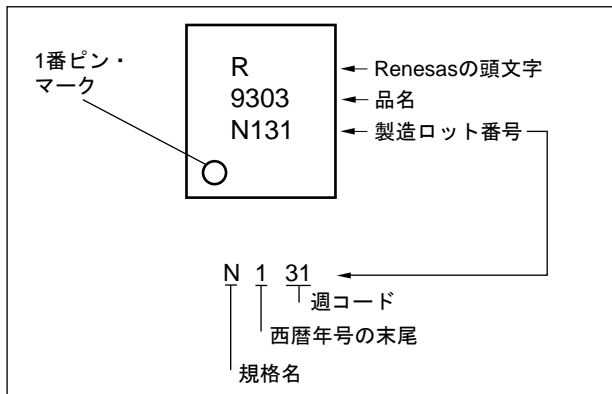 1番ピン・
マーク
R
9303
N131
Renesasの頭文字
品名
製造ロット番号
N 1 31
週コード
西暦年号の末尾
規格名